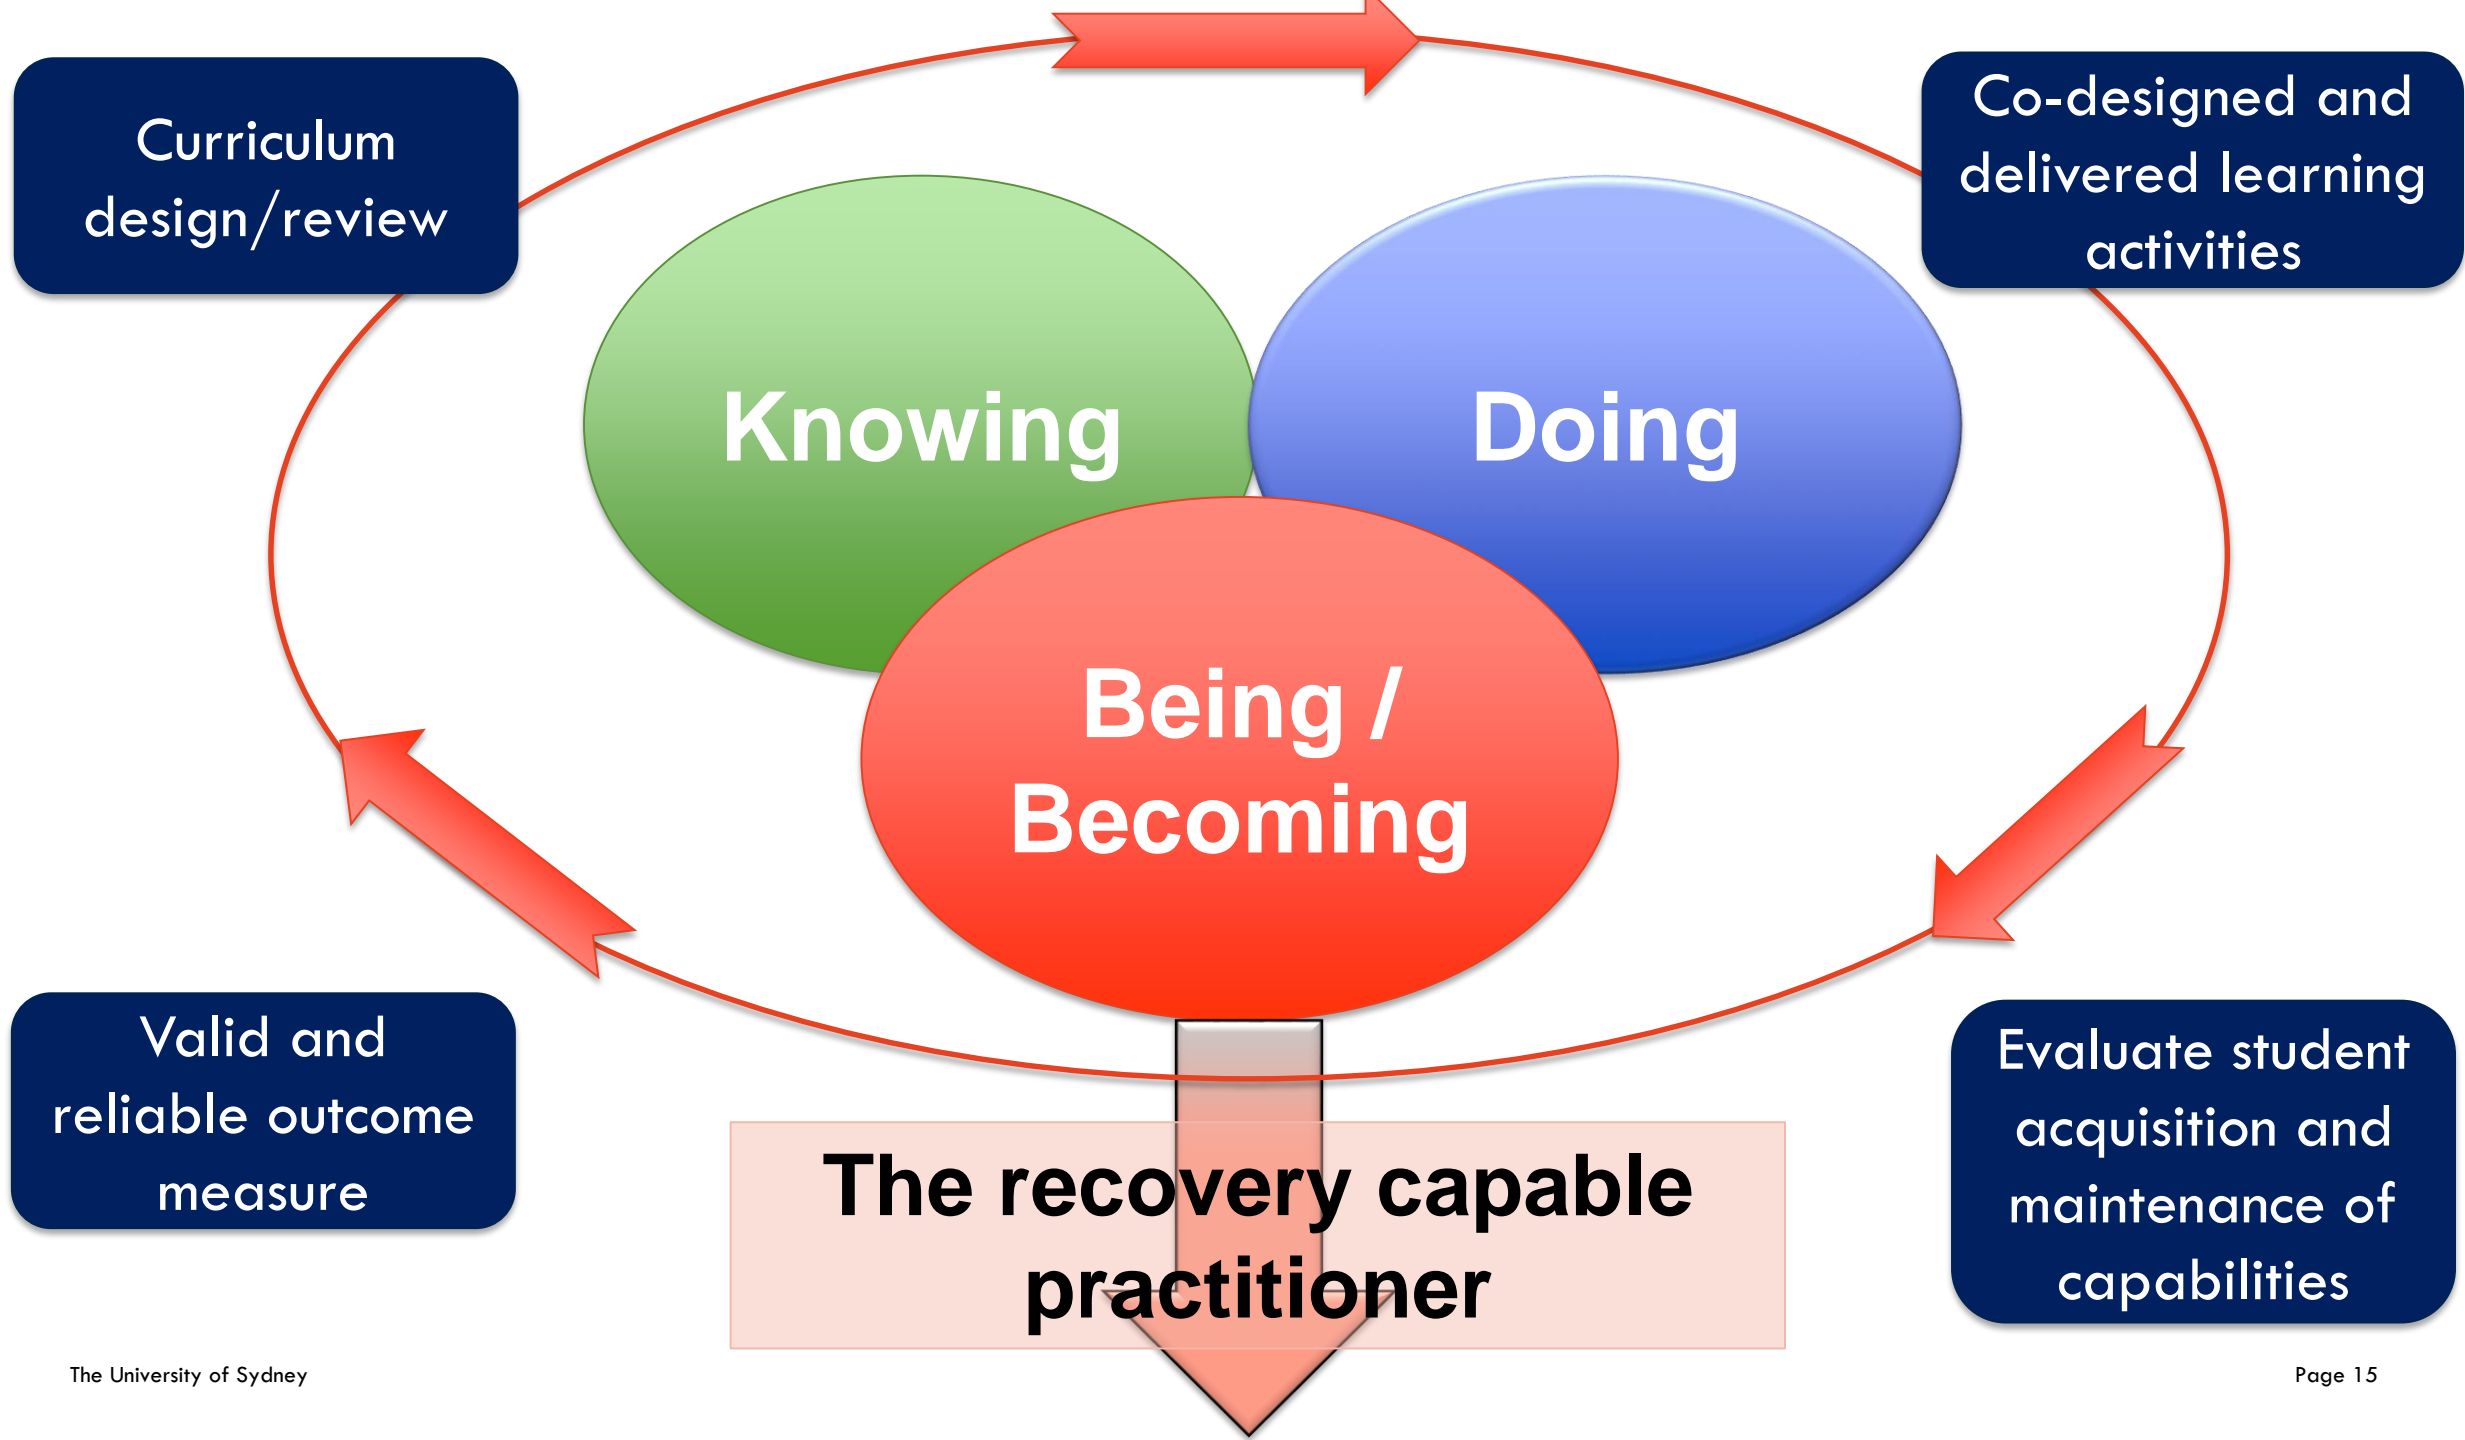 Curriculum
design/review
Co-designed and
delivered learning
activities
Knowing
Doing
Being /
Becoming
Valid and
reliable outcome
measure
Evaluate student
acquisition and
maintenance of
capabilities
The recovery capable
practitioner
The University of Sydney
Page 15